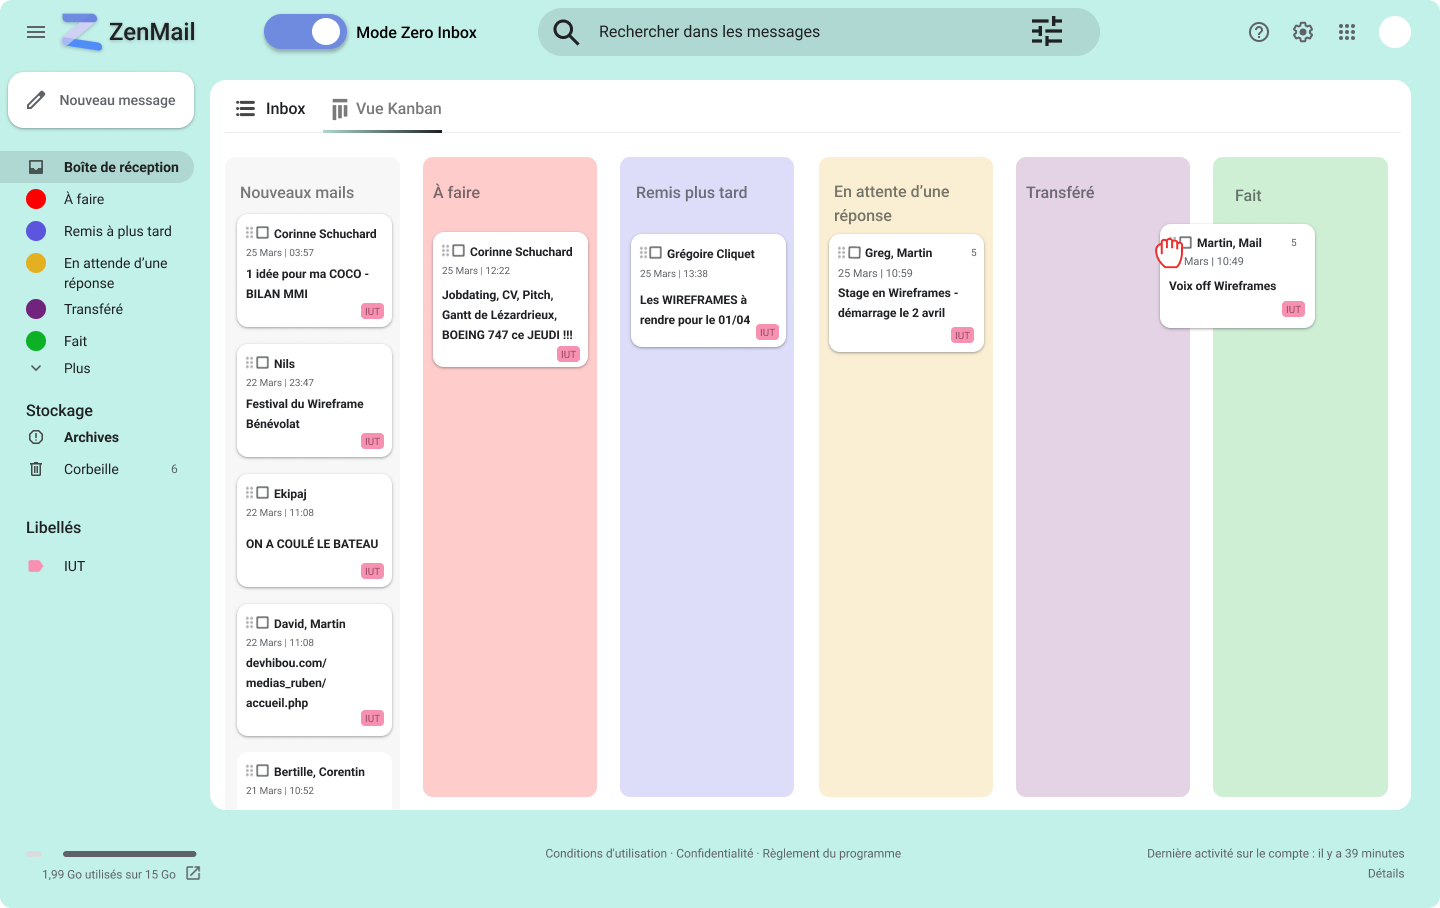 ZenMail
Mode Zero Inbox
Rechercher dans les messages
Nouveau message
Boîte de réception
À faire
Remis à plus tard
En attende d’une
réponse
Transféré
Fait
Plus
Stockage
Archives
Corbeille 6
Libellés
IUT
1,99 Go utilisés sur 15 Go
Inbox
Vue Kanban
Nouveaux mails
Corinne Schuchard
25 Mars | 03:57
1 idée pour ma COCO -
BILAN MMI
IUT
Nils
22 Mars | 23:47
Festival du Wireframe
Bénévolat
IUT
Ekipaj
22 Mars | 11:08
ON A COULÉ LE BATEAU
IUT
David, Martin
22 Mars | 11:08
devhibou.com/
medias_ruben/
accueil.php
IUT
Bertille, Corentin
21 Mars | 10:52
À faire
Corinne Schuchard
25 Mars | 12:22
Jobdating, CV, Pitch,
Gantt de Lézardrieux,
BOEING 747 ce JEUDI !!!
IUT
Remis plus tard
Grégoire Cliquet
25 Mars | 13:38
Les WIREFRAMES à
rendre pour le 01/04
IUT
En attente d’une
réponse
Greg, Martin 5
25 Mars | 10:59
Stage en Wireframes -
démarrage le 2 avril
IUT
Transféré
Fait
Martin, Mail 5
Mars | 10:49
Voix off Wireframes
IUT
Conditions d'utilisation · Confidentialité · Règlement du programme
Dernière activité sur le compte : il y a 39 minutes
Détails